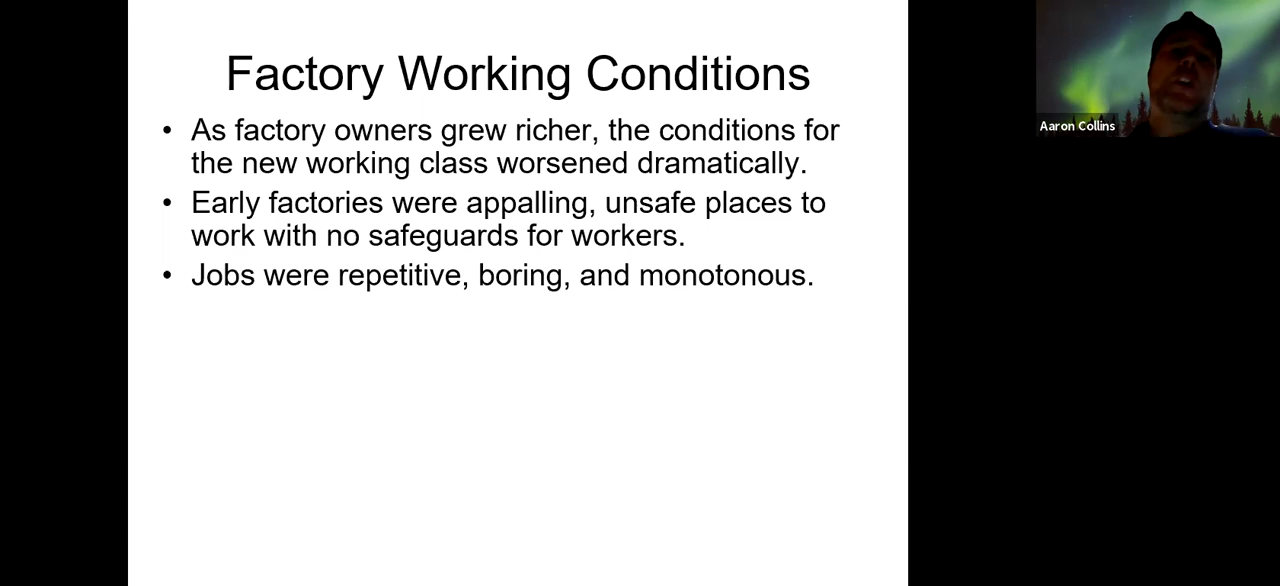 Factory Working Conditions
• As factory owners grew richer, the conditions for
the new working class worsened dramatically.
• Early factories were appalling, unsafe places to
work with no safeguards for workers.
• Jobs were repetitive, boring, and monotonous.
Aaron Collins